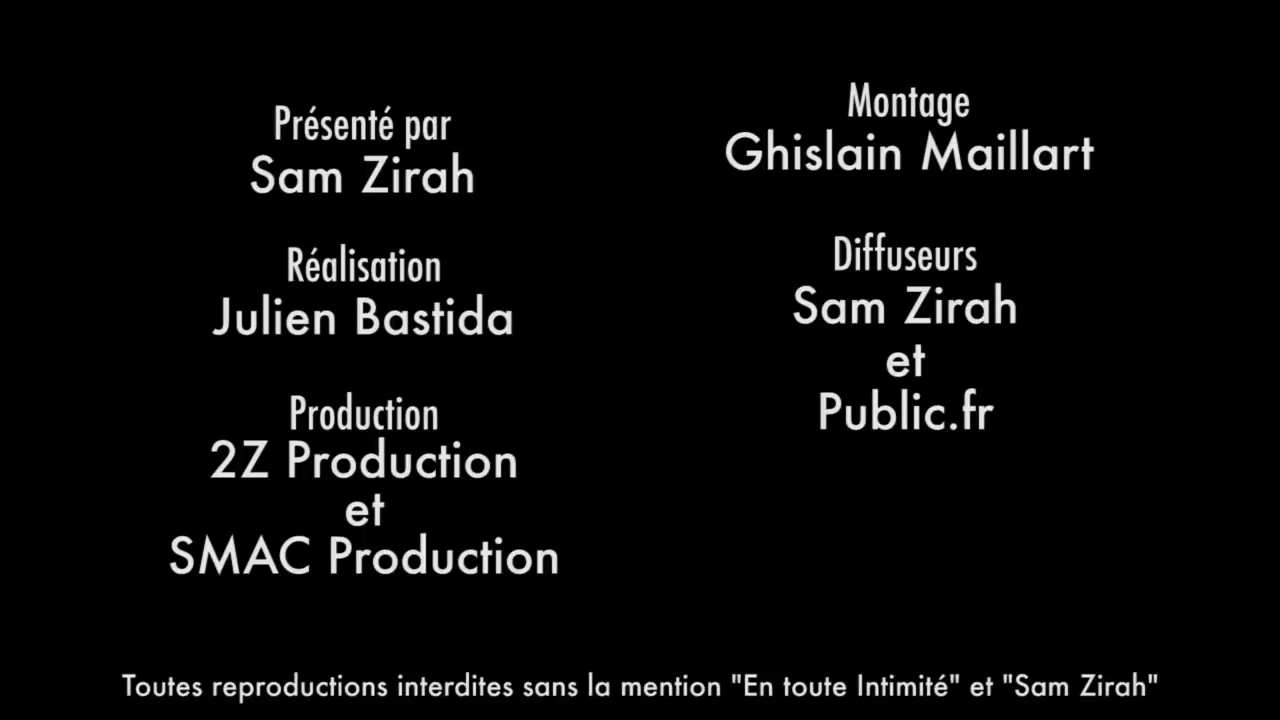 Présenté par
Sam Zirah
Réalisation
Julien Bastida
Production
2Z Production
et
SMAC Production
Montage
Ghislain Maillart
Diffuseurs
Sam Zirah
et
Public.fr
Toutes reproductions interdites sans la mention "En toute Intimité" et "Sam Zirah"